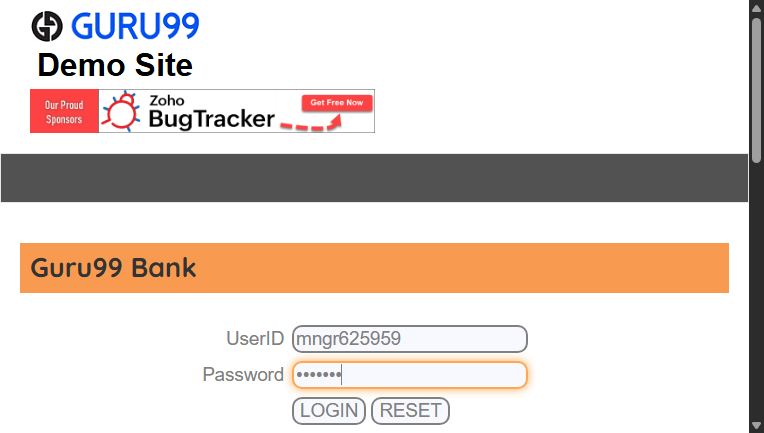 GURU99
Demo Site
Our Proud
Sponsors
Zoho
BugTracker
Get Free Now
Guru99 Bank
UserID mngr625959
Password •••••••
LOGIN RESET